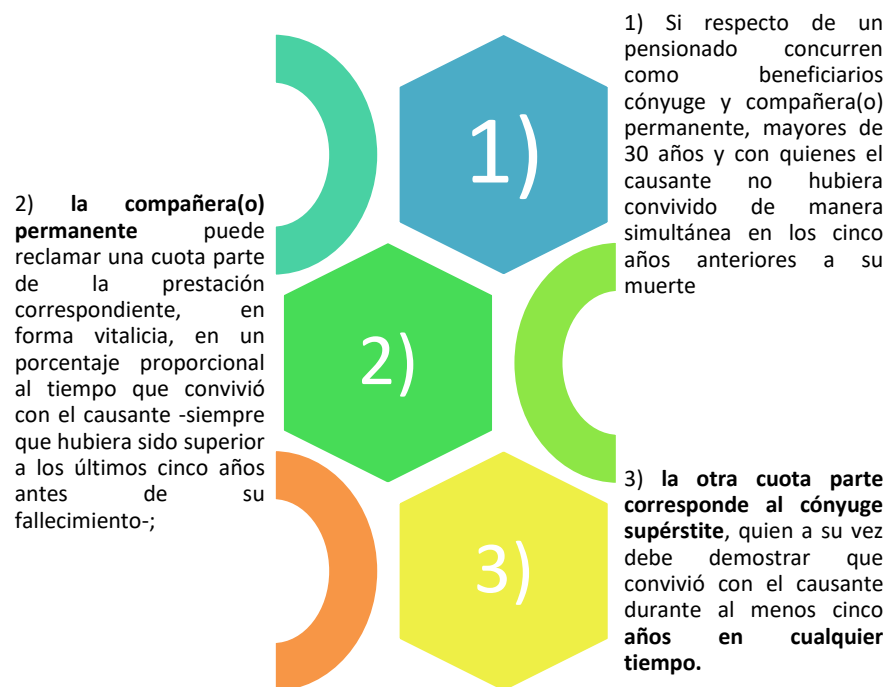 1)
1) Si respecto de un
pensionado concurren
como beneficiarios
cónyuge y compañera(o)
permanente, mayores de
30 años y con quienes el
causante no hubiera
convivido de manera
simultánea en los cinco
años anteriores a su
muerte
2)
2) la compañera(o)
permanente puede
reclamar una cuota parte
de la prestación
correspondiente, en
forma vitalicia, en un
porcentaje proporcional
al tiempo que convivió
con el causante -siempre
que hubiera sido superior
a los últimos cinco años
antes de su
fallecimiento-;
3)
3) la otra cuota parte
corresponde al cónyuge
supérstite, quien a su vez
debe demostrar que
convivió con el causante
durante al menos cinco
años en cualquier
tiempo.